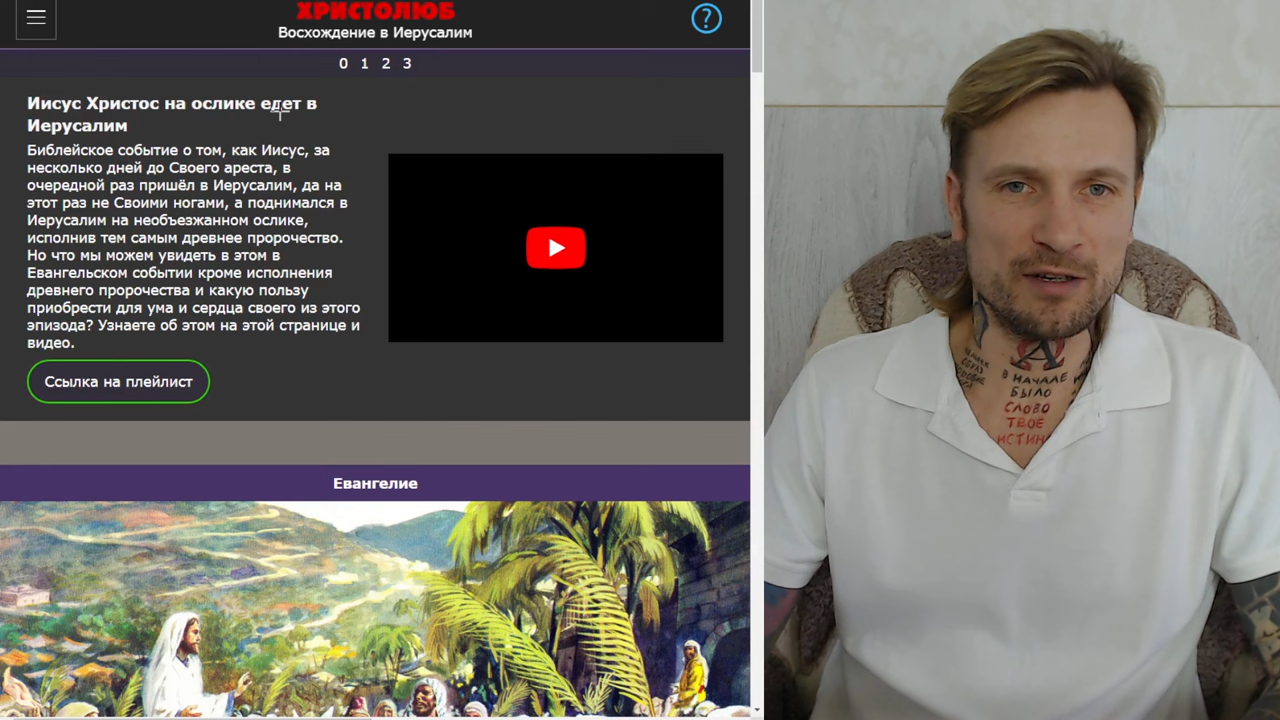 ХРИСТОЛЮБ
Восхождение в Иерусалим
?
0 1 2 3
Иисус Христос на ослике едет в
Иерусалим
Библейское событие о том, как Иисус, за
несколько дней до Своего ареста, в
очередной раз пришёл в Иерусалим, да на
этот раз не Своими ногами, а поднимался в
Иерусалим на необъезжанном ослике,
исполнив тем самым древнее пророчество.
Но что мы можем увидеть в этом в
Евангельском событии кроме исполнения
древнего пророчества и какую пользу
приобрести для ума и сердца своего из этого
эпизода? Узнаете об этом на этой странице и
видео.
Ссылка на плейлист
Евангелие
В НАЧАЛЕ
БЫЛО
СЛОВО
ТВОЕ
ИСТИН